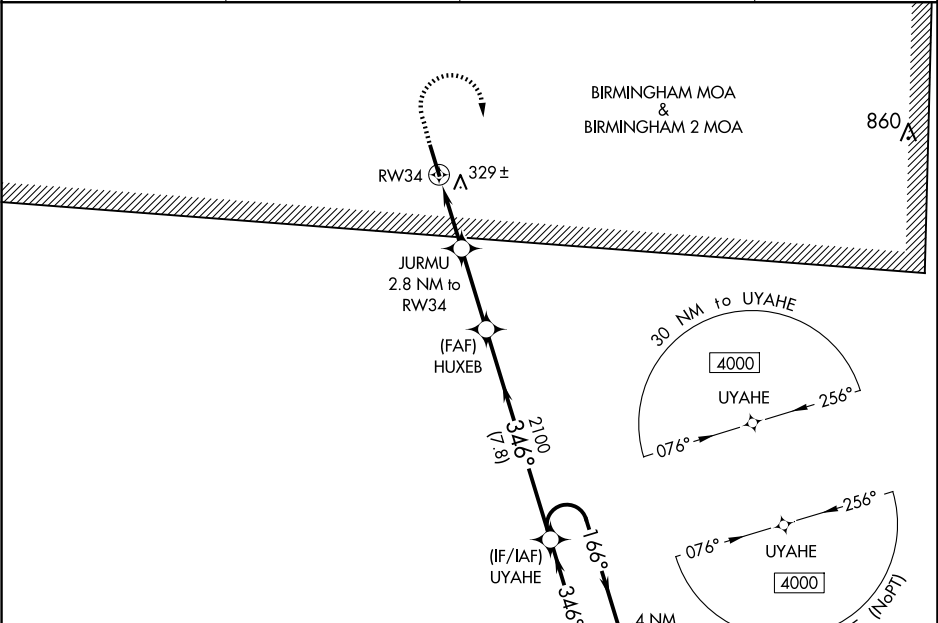 BIRMINGHAM MOA
&
BIRMINGHAM 2 MOA
860
RW34
329 ±
JURMU
2.8 NM to
RW34
(FAF)
HUXEB
30 NM to UYAHE
4000
UYAHE
256°
076°
2100
346°
(7.8)
256°
076°
UYAHE
4000
(NoPT)
(IF/IAF)
UYAHE
166°
346°
4 NM